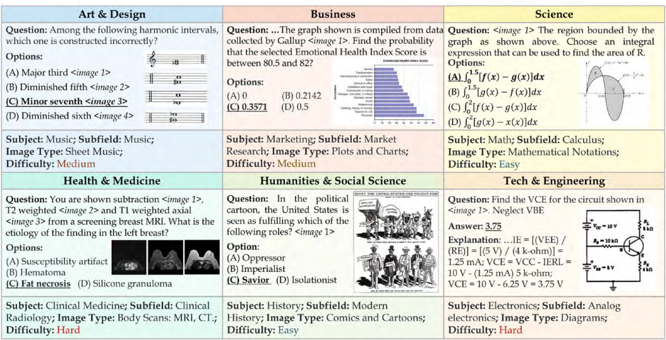 Art & Design
Question: Among the following harmonic intervals,
which one is constructed incorrectly?
Options:
(A) Major third <image 1>
(B) Diminished fifth <image 2>
(C) Minor seventh <image 3>
(D) Diminished sixth <image 4>
Subject: Music; Subfield: Music;
Image Type: Sheet Music;
Difficulty: Medium
Business
Question: ...The graph shown is compiled from data
collected by Gallup <image 1>. Find the probability
that the selected Emotional Health Index Score is
between 80.5 and 82?
Options:
(A) 0 (B) 0.2142
(C) 0.3571 (D) 0.5
Subject: Marketing; Subfield: Market
Research; Image Type: Plots and Charts;
Difficulty: Medium
Science
Question: <image 1> The region bounded by the
graph as shown above. Choose an integral
expression that can be used to find the area of R.
Options:
(A) ∫₀^1.5[f(x) − g(x)]dx
(B) ∫₀^1.5[g(x) − f(x)]dx
(C) ∫₀^2[f(x) − g(x)]dx
(D) ∫₀^2[g(x) − x(x)]dx
Subject: Math; Subfield: Calculus;
Image Type: Mathematical Notations;
Difficulty: Easy
Health & Medicine
Question: You are shown subtraction <image 1>,
T2 weighted <image 2> and T1 weighted axial
<image 3> from a screening breast MRI. What is the
etiology of the finding in the left breast?
Options:
(A) Susceptibility artifact
(B) Hematoma
(C) Fat necrosis (D) Silicone granuloma
Subject: Clinical Medicine; Subfield: Clinical
Radiology; Image Type: Body Scans: MRI, CT.;
Difficulty: Hard
Humanities & Social Science
Question: In the political
cartoon, the United States is
seen as fulfilling which of the
following roles? <image 1>
Option:
(A) Oppressor
(B) Imperialist
(C) Savior (D) Isolationist
Subject: History; Subfield: Modern
History; Image Type: Comics and Cartoons;
Difficulty: Easy
Tech & Engineering
Question: Find the VCE for the circuit shown in
<image 1>. Neglect VBE
Answer: 3.75
Explanation: ...IE = [(VEE) /
(RE)] = [(5 V) / (4 k-ohm)] =
1.25 mA; VCE = VCC - IERL =
10 V - (1.25 mA) 5 k-ohm;
VCE = 10 V - 6.25 V = 3.75 V
Subject: Electronics; Subfield: Analog
electronics; Image Type: Diagrams;
Difficulty: Hard